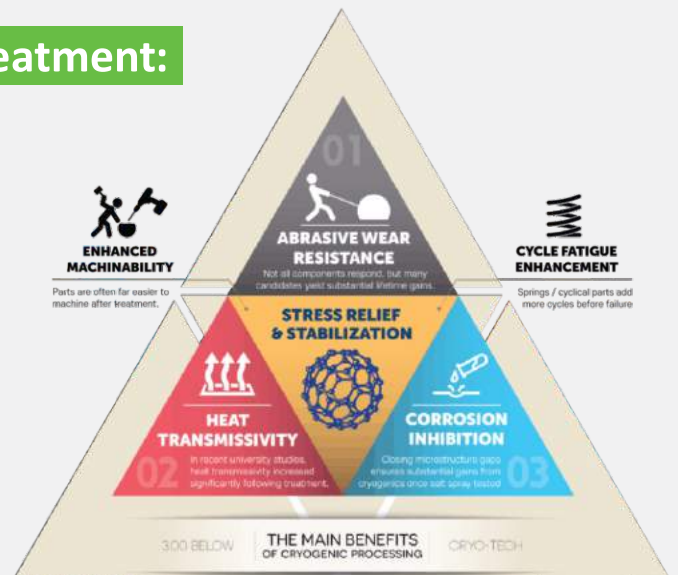 eatment:
01
ABRASIVE WEAR
RESISTANCE
Not all components respond, but many
candidates yield substantial lifetime gains.
ENHANCED
MACHINABILITY
Parts are often far easier to
machine after treatment.
CYCLE FATIGUE
ENHANCEMENT
Springs / cyclical parts add
more cycles before failure
STRESS RELIEF
& STABILIZATION
HEAT
TRANSMISSIVITY
02
In recent university studies,
heat transmissivity increased
significantly following treatment.
CORROSION
INHIBITION
Closing microstructure gaps
ensures substantial gains from
cryogenics once salt spray tested
03
300 BELOW
THE MAIN BENEFITS
OF CRYOGENIC PROCESSING
CRYO-TECH